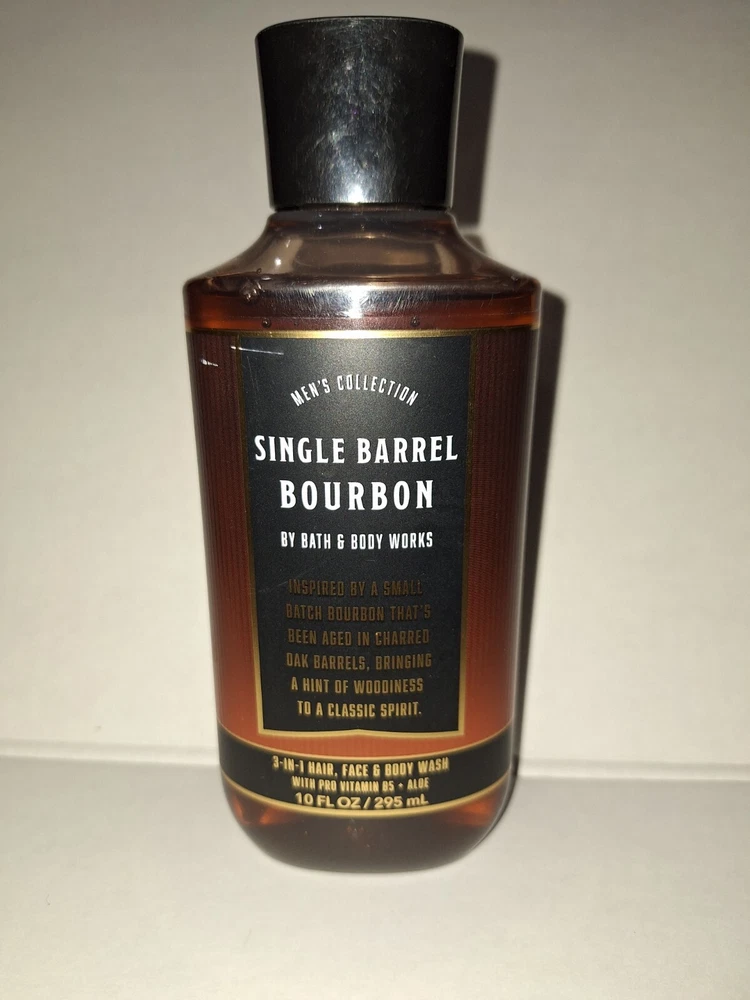 MEN'S COLLECTION
SINGLE BARREL
BOURBON
BY BATH & BODY WORKS
INSPIRED BY A SMALL
BATCH BOURBON THAT'S
BEEN AGED IN CHARRED
OAK BARRELS, BRINGING
A HINT OF WOODINESS
TO A CLASSIC SPIRIT.
3-IN-1 HAIR, FACE & BODY WASH
WITH PRO VITAMIN B5 • ALOE
10 FL OZ / 295 mL